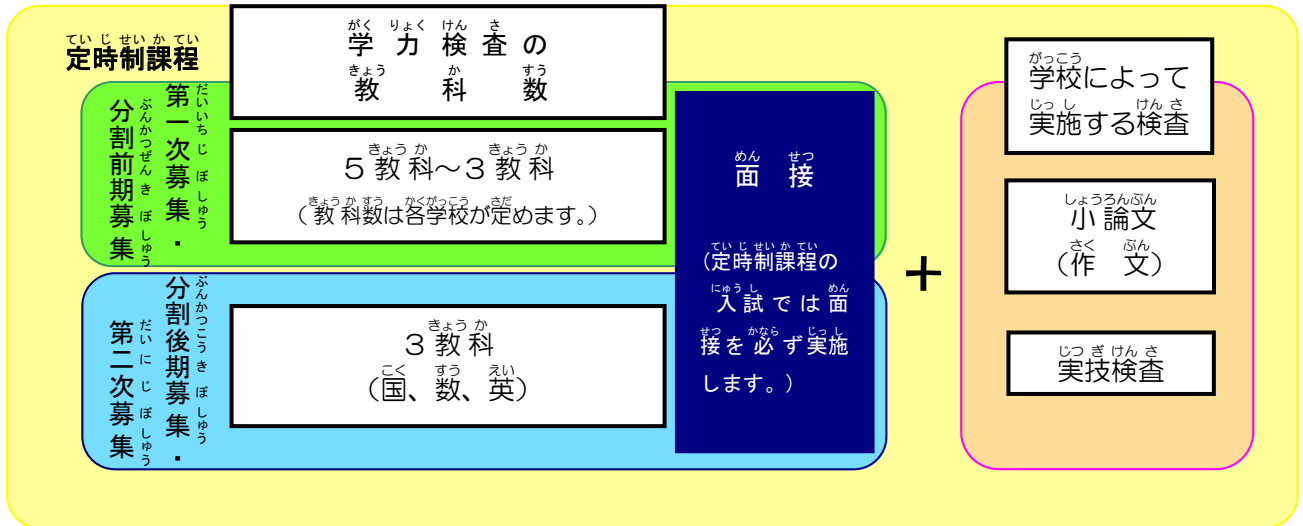 定時制課程
学力検査の
教科数
第一次募集・
分割前期募集
5教科～3教科
（教科数は各学校が定めます。）
分割後期募集・
第二次募集
3教科
（国、数、英）
面接
（定時制課程の
入試では面
接を必ず実施
します。）
＋
学校によって
実施する検査
小論文
（作文）
実技検査